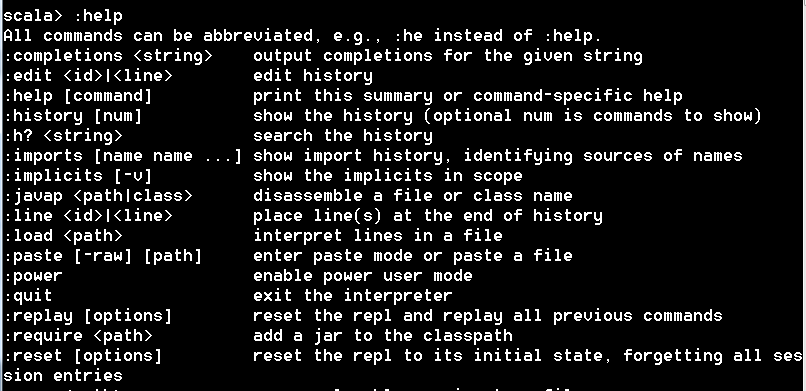 scala> :help
All commands can be abbreviated, e.g., :he instead of :help.
:completions <string>    output completions for the given string
:edit <id>|<line>        edit history
:help [command]          print this summary or command-specific help
:history [num]           show the history (optional num is commands to show)
:h? <string>             search the history
:imports [name name ...] show import history, identifying sources of names
:implicits [-v]          show the implicits in scope
:javap <path|class>      disassemble a file or class name
:line <id>|<line>        place line(s) at the end of history
:load <path>             interpret lines in a file
:paste [-raw] [path]     enter paste mode or paste a file
:power                   enable power user mode
:quit                    exit the interpreter
:replay [options]        reset the repl and replay all previous commands
:require <path>          add a jar to the classpath
:reset [options]         reset the repl to its initial state, forgetting all ses
sion entries